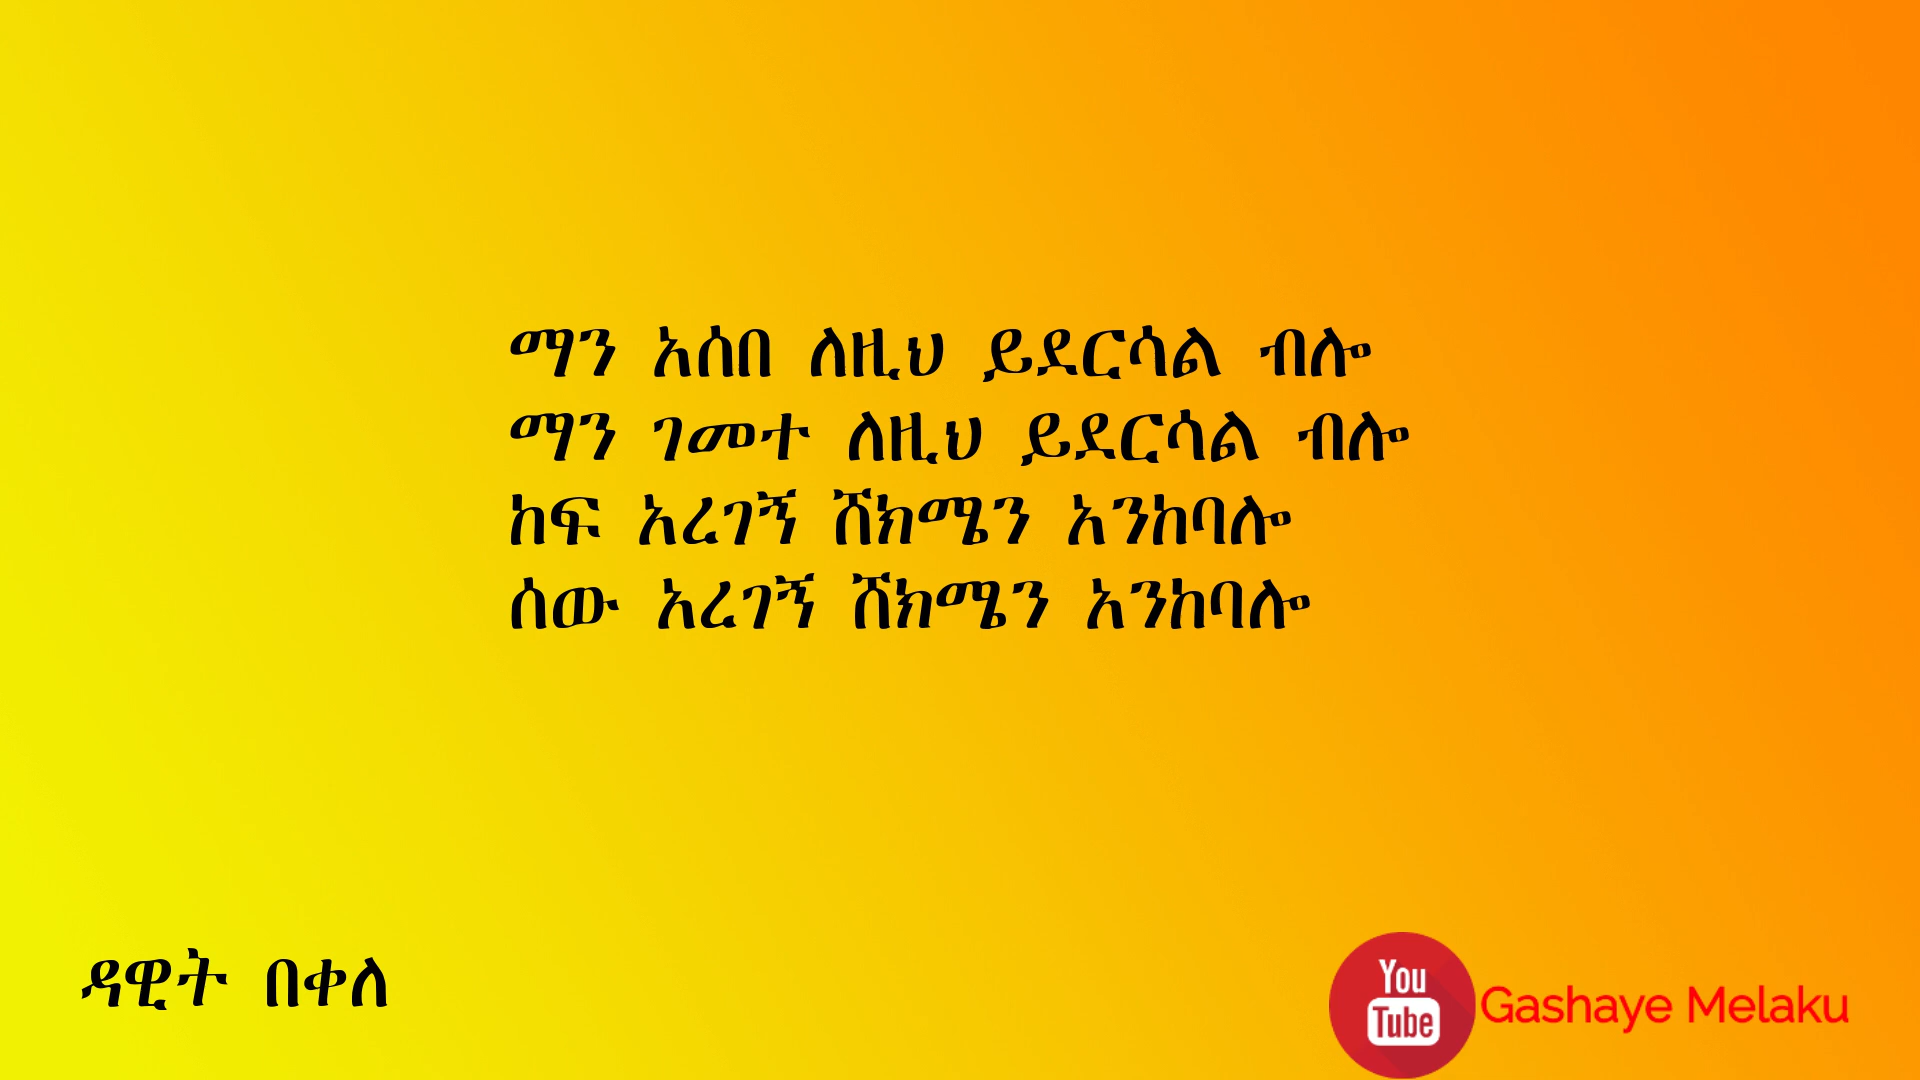 ማን አሰበ ለዚህ ይደርሳል ብሎ
ማን ገመተ ለዚህ ይደርሳል ብሎ
ከፍ አረገኝ ሸክሜን አንከባሎ
ሰው አረገኝ ሸክሜን አንከባሎ
ዳዊት በቀለ
You
Tube
Gashaye Melaku